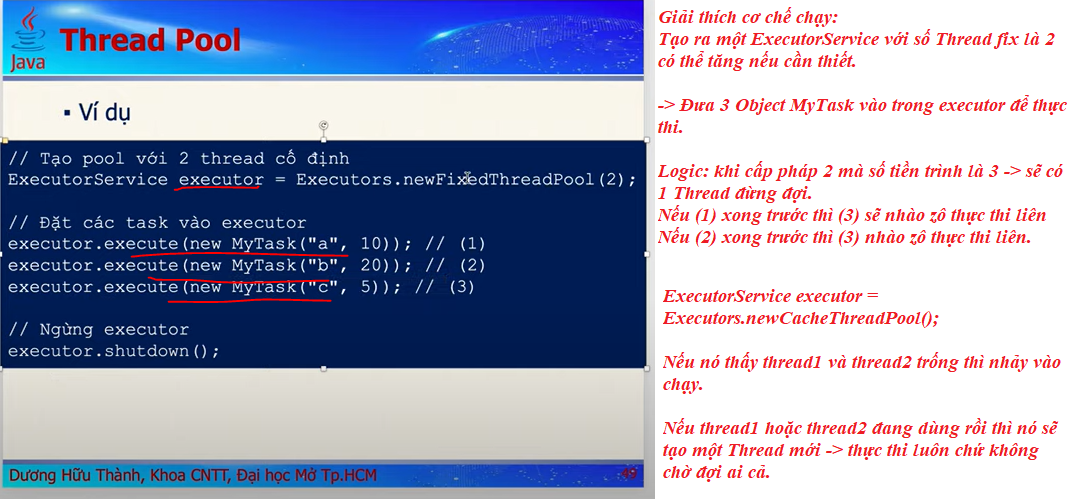 Java
Thread Pool
▪ Ví dụ
// Tạo pool với 2 thread cố định
ExecutorService executor = Executors.newFixedThreadPool(2);
// Đặt các task vào executor
executor.execute(new MyTask("a", 10)); // (1)
executor.execute(new MyTask("b", 20)); // (2)
executor.execute(new MyTask("c", 5)); // (3)
// Ngừng executor
executor.shutdown();
Dương Hữu Thành, Khoa CNTT, Đại học Mở Tp.HCM
49
Giải thích cơ chế chạy:
Tạo ra một ExecutorService với số Thread fix là 2
có thể tăng nếu cần thiết.
-> Đưa 3 Object MyTask vào trong executor để thực
thi.
Logic: khi cấp pháp 2 mà số tiền trình là 3 -> sẽ có
1 Thread đừng đợi.
Nếu (1) xong trước thì (3) sẽ nhào zô thực thi liên
Nếu (2) xong trước thì (3) nhào zô thực thi liên.
ExecutorService executor =
Executors.newCacheThreadPool();
Nếu nó thấy thread1 và thread2 trống thì nhảy vào
chạy.
Nếu thread1 hoặc thread2 đang dùng rồi thì nó sẽ
tạo một Thread mới -> thực thi luôn chứ không
chờ đợi ai cả.